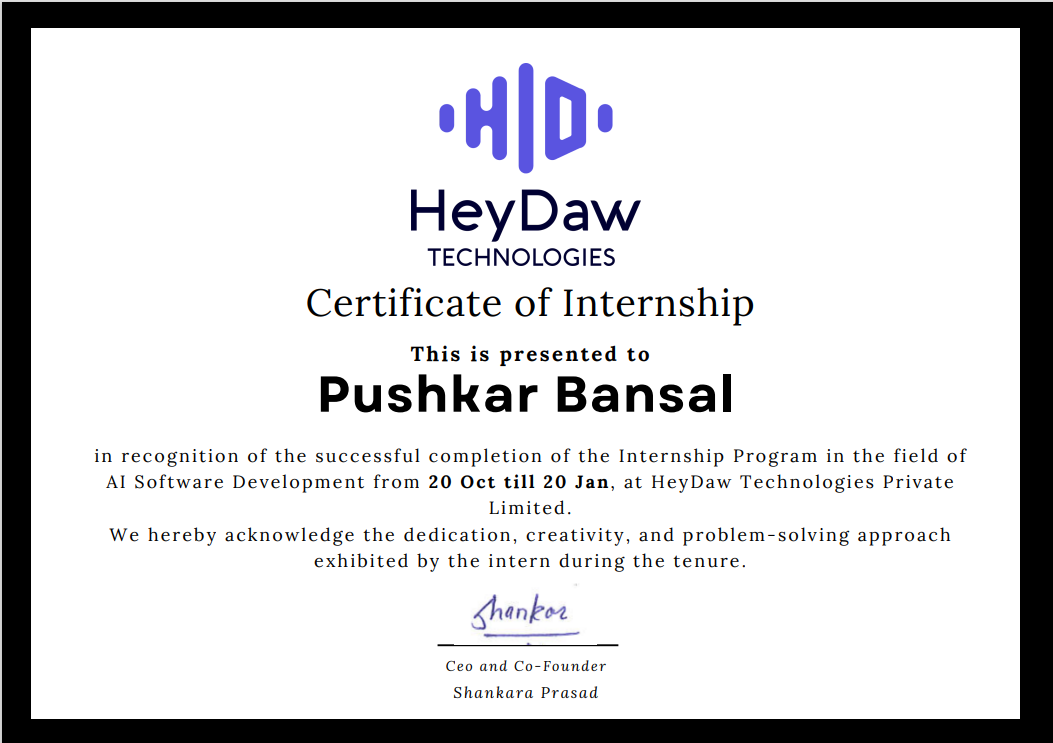 HD
HeyDaw
TECHNOLOGIES
Certificate of Internship
This is presented to
Pushkar Bansal
in recognition of the successful completion of the Internship Program in the field of
AI Software Development from 20 Oct till 20 Jan, at HeyDaw Technologies Private
Limited.
We hereby acknowledge the dedication, creativity, and problem-solving approach
exhibited by the intern during the tenure.
Shankar
Ceo and Co-Founder
Shankara Prasad